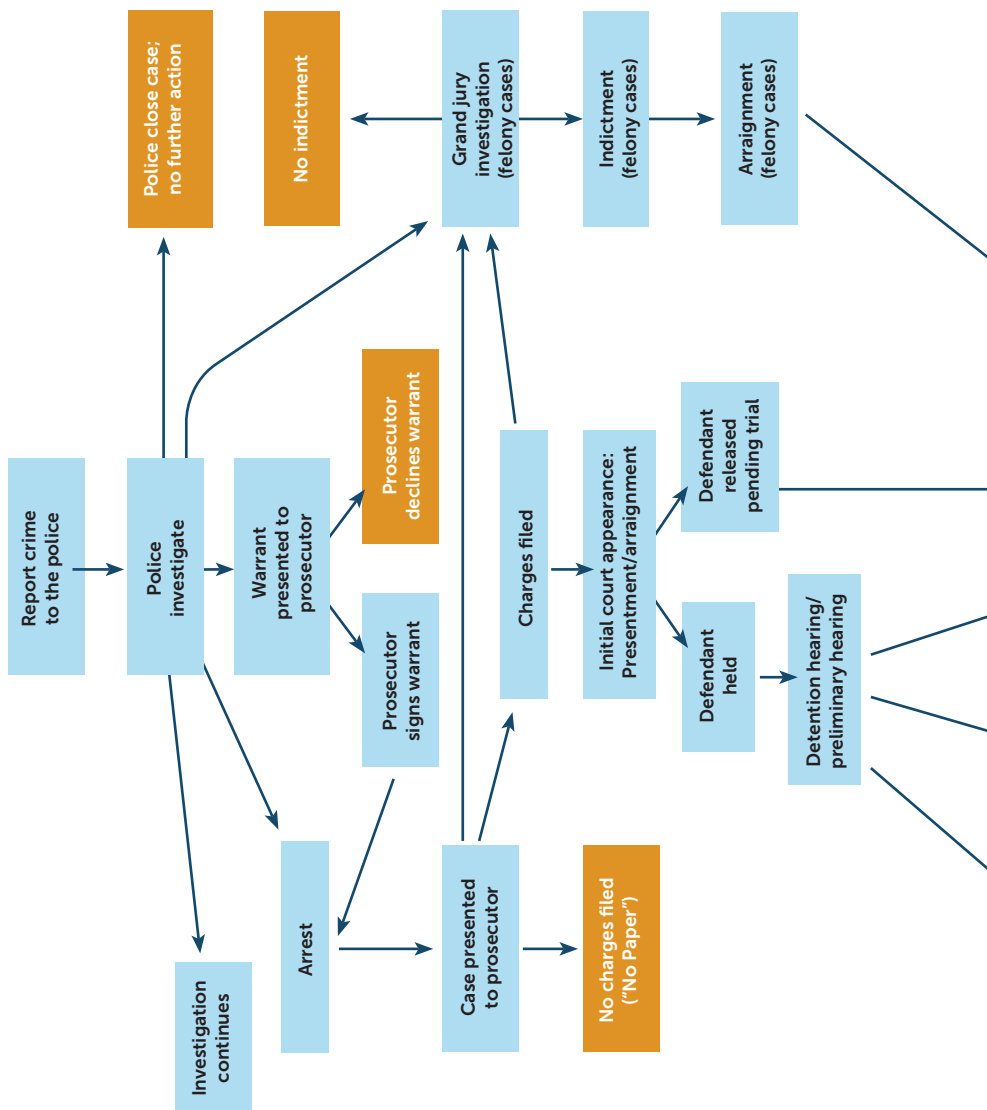 Report crime
to the police
Police
investigate
Police close case;
no further action
Investigation
continues
Warrant
presented to
prosecutor
No indictment
Arrest
Prosecutor
signs warrant
Prosecutor
declines warrant
Case presented
to prosecutor
Grand jury
investigation
(felony cases)
Charges filed
No charges filed
(“No Paper”)
Initial court appearance:
Presentment/arraignment
Indictment
(felony cases)
Defendant
held
Defendant
released
pending trial
Arraignment
(felony cases)
Detention hearing/
preliminary hearing